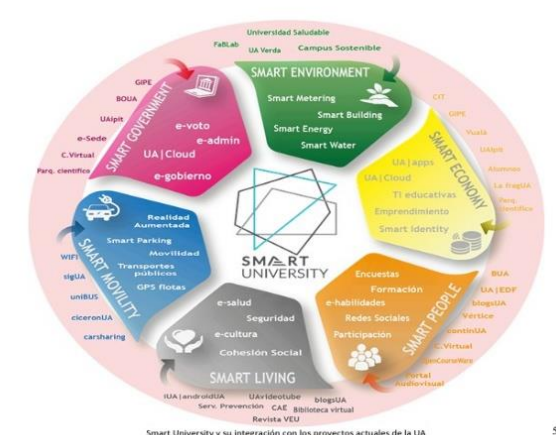 Universidad Saludable
FaBLab
UA Verda
Campus Sostenible
SMART ENVIRONMENT
Smart Metering
Smart Building
Smart Energy
Smart Water
SMART GOVERNMENT
e-voto
e-admin
UA|Cloud
e-gobierno
GIPE
BOUA
UAipit
e-Sede
C.Virtual
Parq. científico
SMART ECONOMY
UA|apps
UA|Cloud
TI educativas
Emprendimiento
Smart Identity
CIT
GIPE
Vualà
UAipit
Alumnos
La fragUA
Parq.
Científico
SMART MOVILITY
Realidad
Aumentada
Smart Parking
Movilidad
Transportes
públicos
GPS flotas
WIFI
sigUA
uniBUS
ciceronUA
carsharing
SMART
UNIVERSITY
SMART PEOPLE
Encuestas
Formación
e-habilidades
Redes Sociales
Participación
BUA
UA|EDF
blogsUA
Vértice
continUA
C.Virtual
OpenCourseWare
Portal
Audiovisual
SMART LIVING
e-salud
Seguridad
e-cultura
Cohesión Social
IUA|androidUA
UAvideotube
blogsUA
Serv. Prevención
CAE
Biblioteca virtual
Revista VEU
Smart University y su integración con los proyectos actuales de la UA